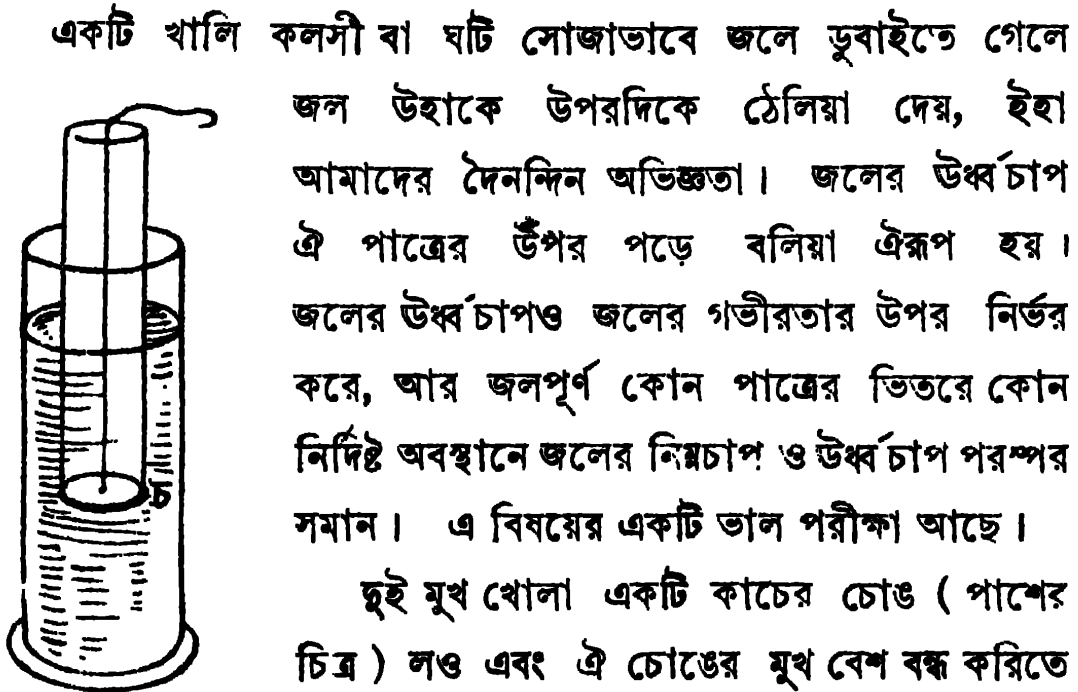 একটি খালি কলসী বা ঘটি সোজাভাবে জলে ডুবাইতে গেলে
জল উহাকে উপরদিকে ঠেলিয়া দেয়, ইহা
আমাদের দৈনন্দিন অভিজ্ঞতা। জলের ঊর্ধ্বচাপ
ঐ পাত্রের উপর পড়ে বলিয়া ঐরূপ হয়।
জলের ঊর্ধ্বচাপও জলের গভীরতার উপর নির্ভর
করে, আর জলপূর্ণ কোন পাত্রের ভিতরে কোন
নির্দিষ্ট অবস্থানে জলের নিম্নচাপ ও ঊর্ধ্বচাপ পরস্পর
চ
সমান। এ বিষয়ের একটি ভাল পরীক্ষা আছে।
দুই মুখ খোলা একটি কাচের চোঙ ( পাশের
চিত্র ) লও এবং ঐ চোঙের মুখ বেশ বন্ধ করিতে